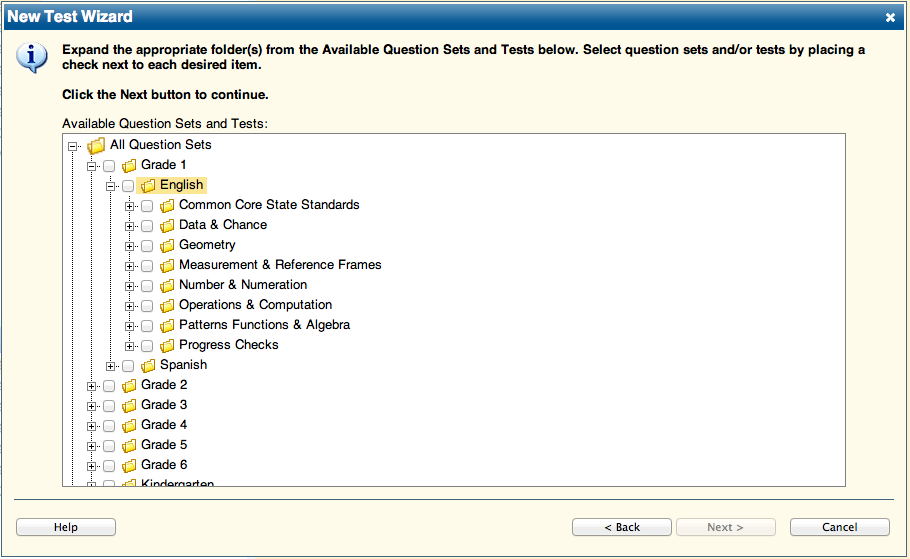 New Test Wizard
Expand the appropriate folder(s) from the Available Question Sets and Tests below. Select question sets and/or tests by placing a
check next to each desired item.
Click the Next button to continue.
Available Question Sets and Tests:
All Question Sets
Grade 1
English
Common Core State Standards
Data & Chance
Geometry
Measurement & Reference Frames
Number & Numeration
Operations & Computation
Patterns Functions & Algebra
Progress Checks
Spanish
Grade 2
Grade 3
Grade 4
Grade 5
Grade 6
Kindergarten
Help
< Back
Next >
Cancel